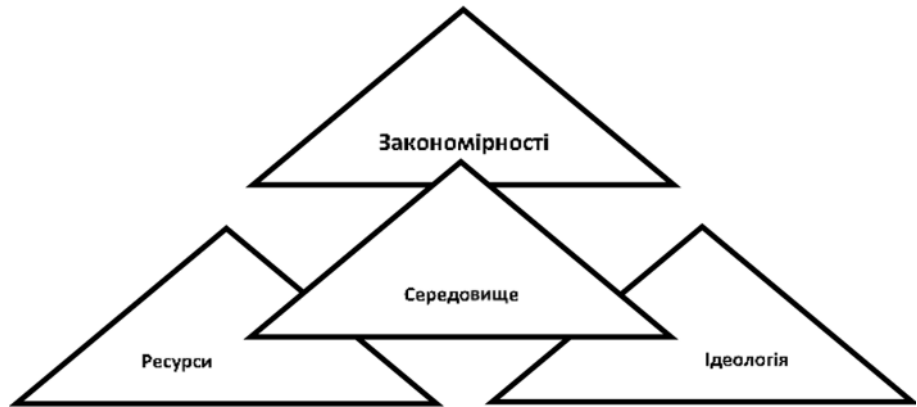 Закономірності
Середовище
Ресурси
Ідеологія